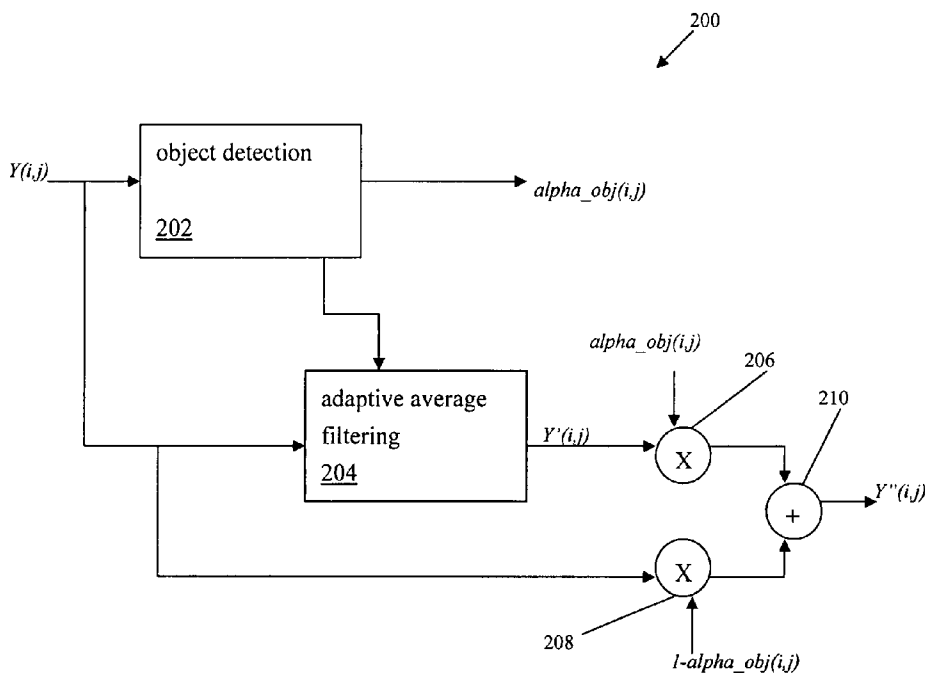 200
object detection
Y(i,j)
alpha_obj(i,j)
202
alpha_obj(i,j)
206
adaptive average
filtering
Y'(i,j)
210
204
X
Y"(i,j)
+
X
208
1-alpha_obj(i,j)